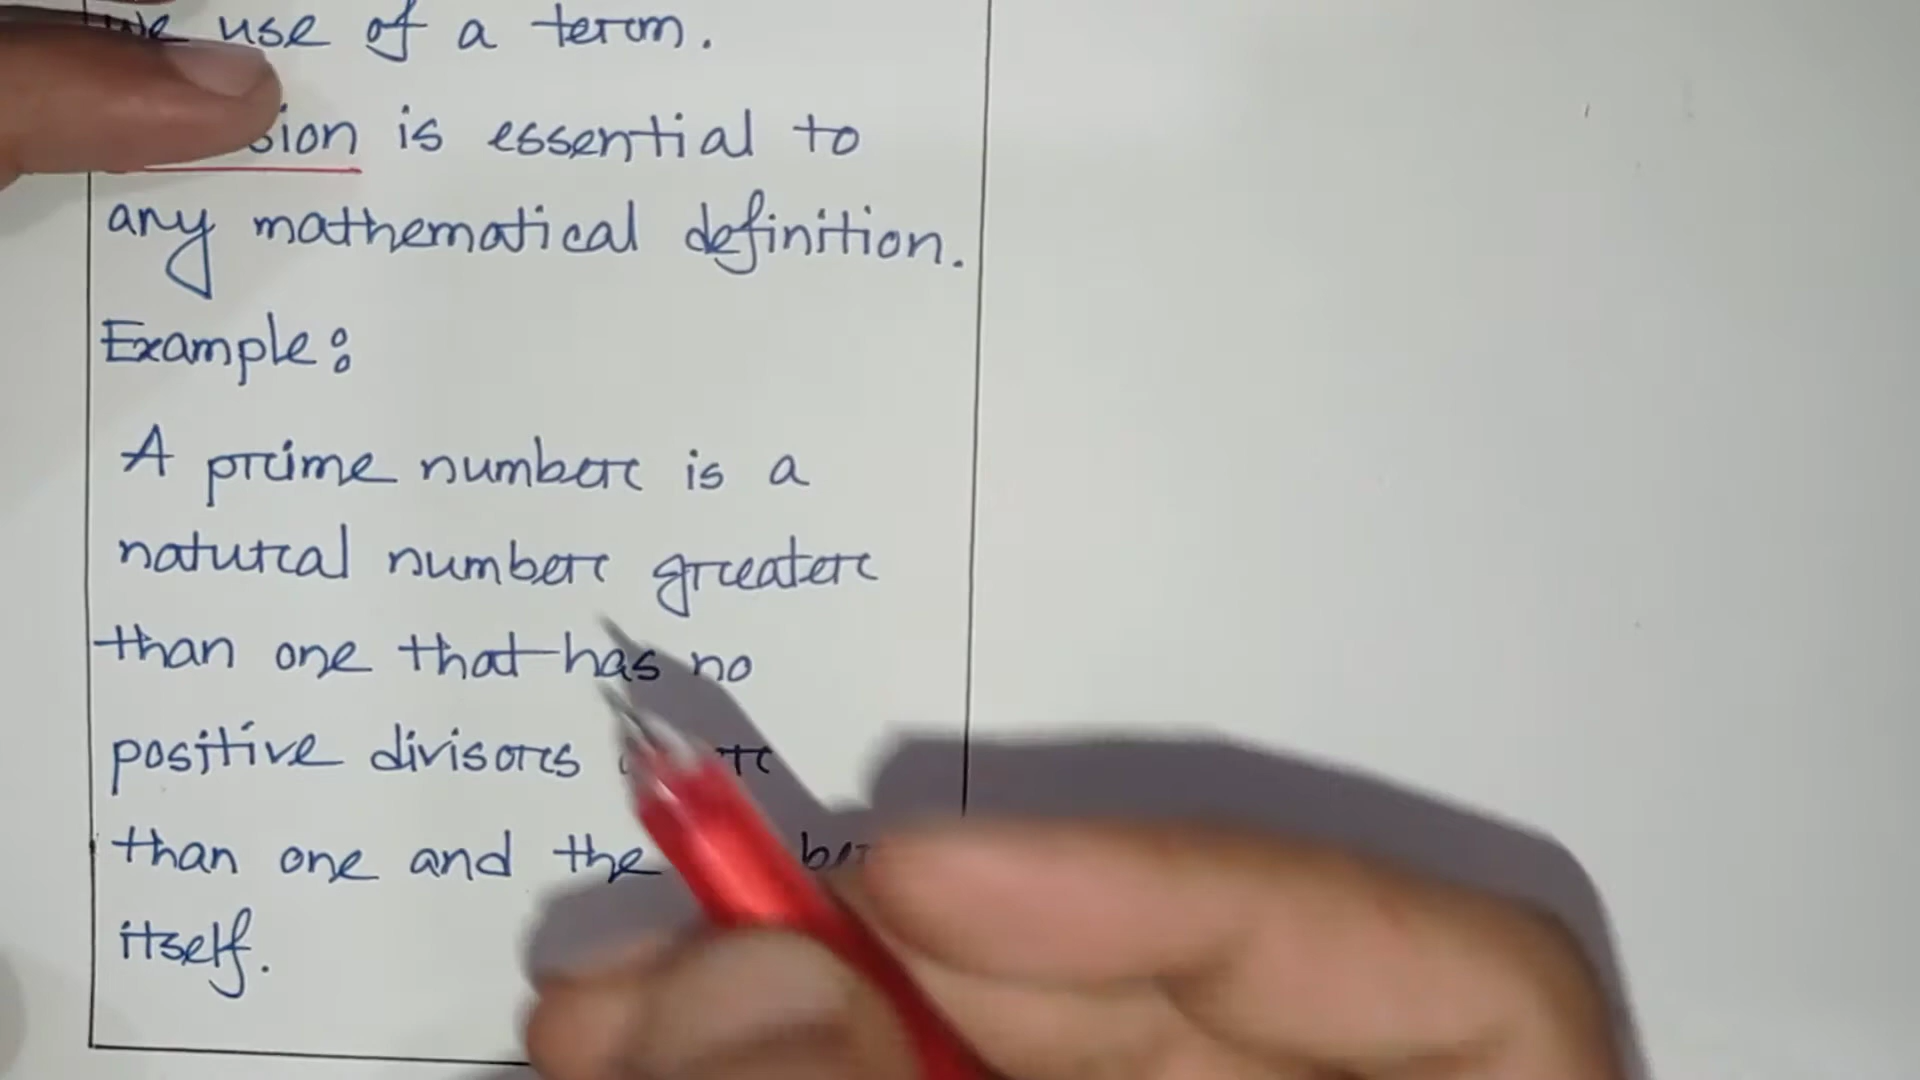 We use of a term.
is essential to
any mathematical definition.
Example:
A prime number is a
natural number greater
than one that has no
positive divisors
than one and the
itself.